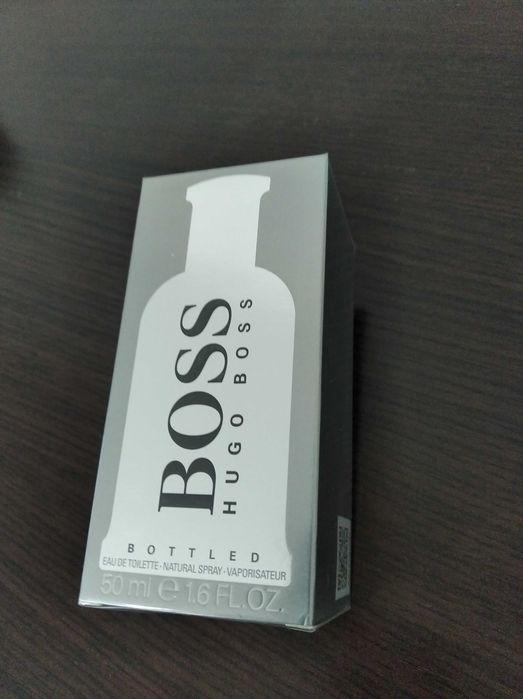 BOSS
HUGO BOSS
BOTTLED
EAU DE TOILETTE · NATURAL SPRAY · VAPORISATEUR
50 ml ℮ 1.6 FL.OZ.